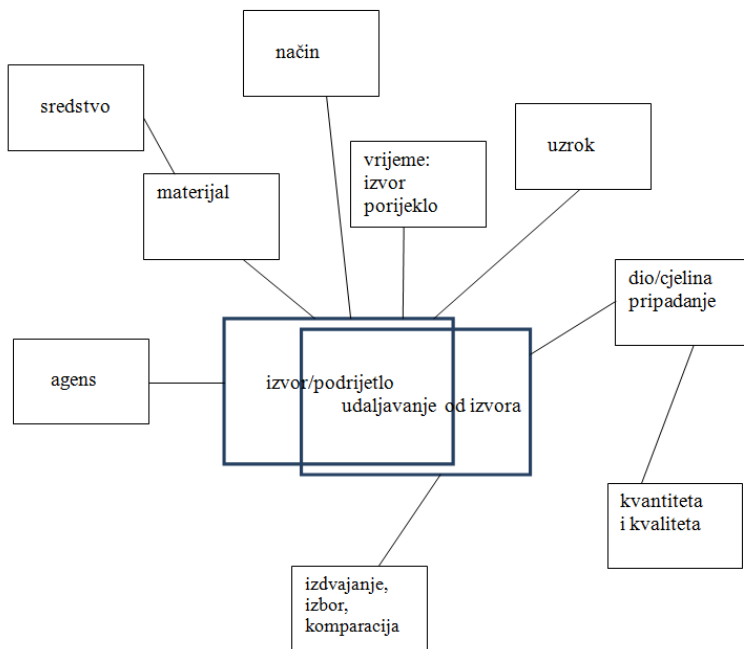 način
sredstvo
uzrok
vrijeme:
izvor
porijeklo
materijal
dio/cjelina
pripadanje
agens
izvor/podrijetlo
udaljavanje od izvora
kvantiteta
i kvaliteta
izdvajanje,
izbor,
komparacija